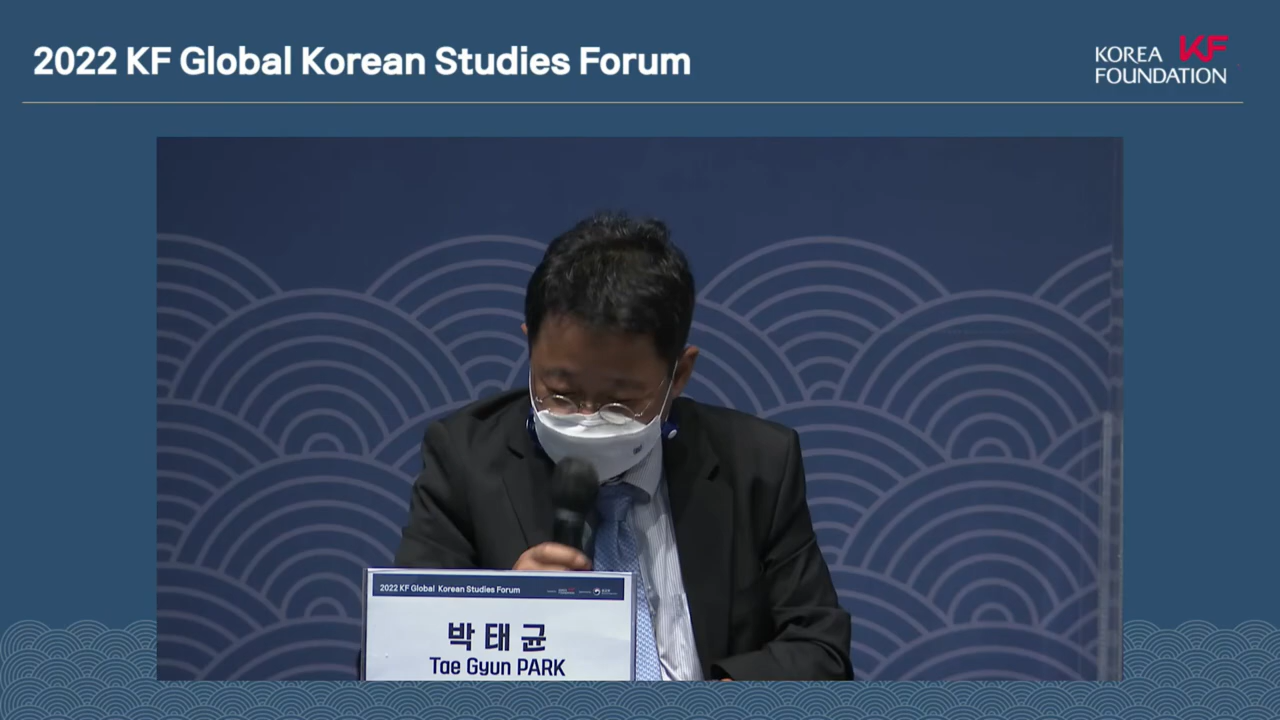 2022 KF Global Korean Studies Forum
KOREA KF
FOUNDATION
2022 KF Global Korean Studies Forum
박태균
Tae Gyun PARK